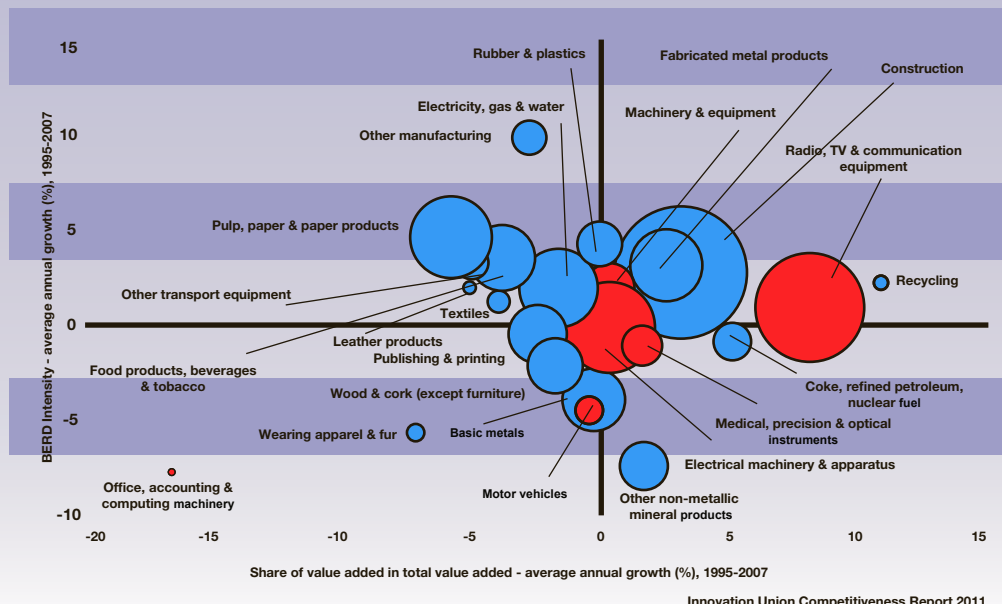 15
10
5
0
-5
-10
BERD Intensity - average annual growth (%), 1995-2007
Rubber & plastics
Fabricated metal products
Construction
Electricity, gas & water
Machinery & equipment
Other manufacturing
Radio, TV & communication
equipment
Pulp, paper & paper products
Recycling
Other transport equipment
Textiles
Leather products
Publishing & printing
Food products, beverages
& tobacco
Wood & cork (except furniture)
Coke, refined petroleum,
nuclear fuel
Wearing apparel & fur
Basic metals
Medical, precision & optical
instruments
Electrical machinery & apparatus
Office, accounting &
computing machinery
Motor vehicles
Other non-metallic
mineral products
-20
-15
-10
-5
0
5
10
15
Share of value added in total value added - average annual growth (%), 1995-2007
Innovation Union Competitiveness Report 2011